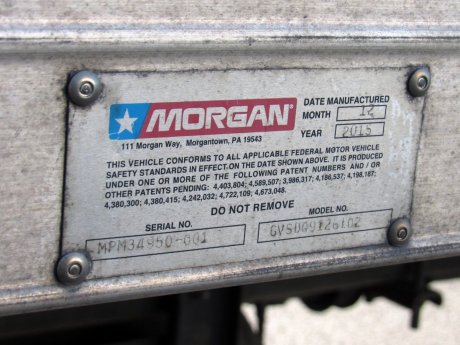 MORGAN®
111 Morgan Way, Morgantown, PA 19543
DATE MANUFACTURED
MONTH 12
YEAR 2015
THIS VEHICLE CONFORMS TO ALL APPLICABLE FEDERAL MOTOR VEHICLE
SAFETY STANDARDS IN EFFECT ON THE DATE SHOWN ABOVE. IT IS PRODUCED
UNDER ONE OR MORE OF THE FOLLOWING PATENTS AND / OR
OTHER PATENTS PENDING: 4,403,804; 4,589,507; 3,986,317; 4,186,537; 4,198,187;
4,380,300; 4,380,415; 4,242,032; 4,722,109; 4,673,048.
DO NOT REMOVE
SERIAL NO. MODEL NO.
MPM34950-001 GVSD09726102